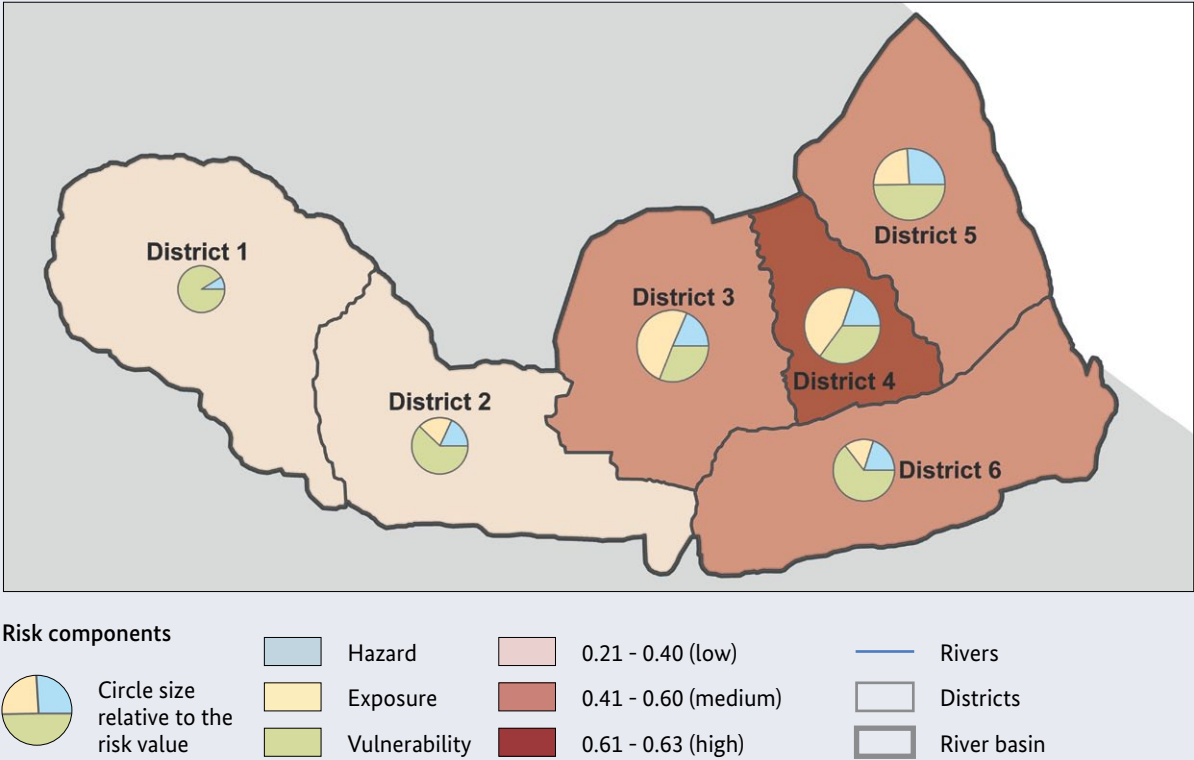 District 1
District 2
District 3
District 4
District 5
District 6
Risk components
Circle size
relative to the
risk value
Hazard
Exposure
Vulnerability
0.21 - 0.40 (low)
0.41 - 0.60 (medium)
0.61 - 0.63 (high)
Rivers
Districts
River basin